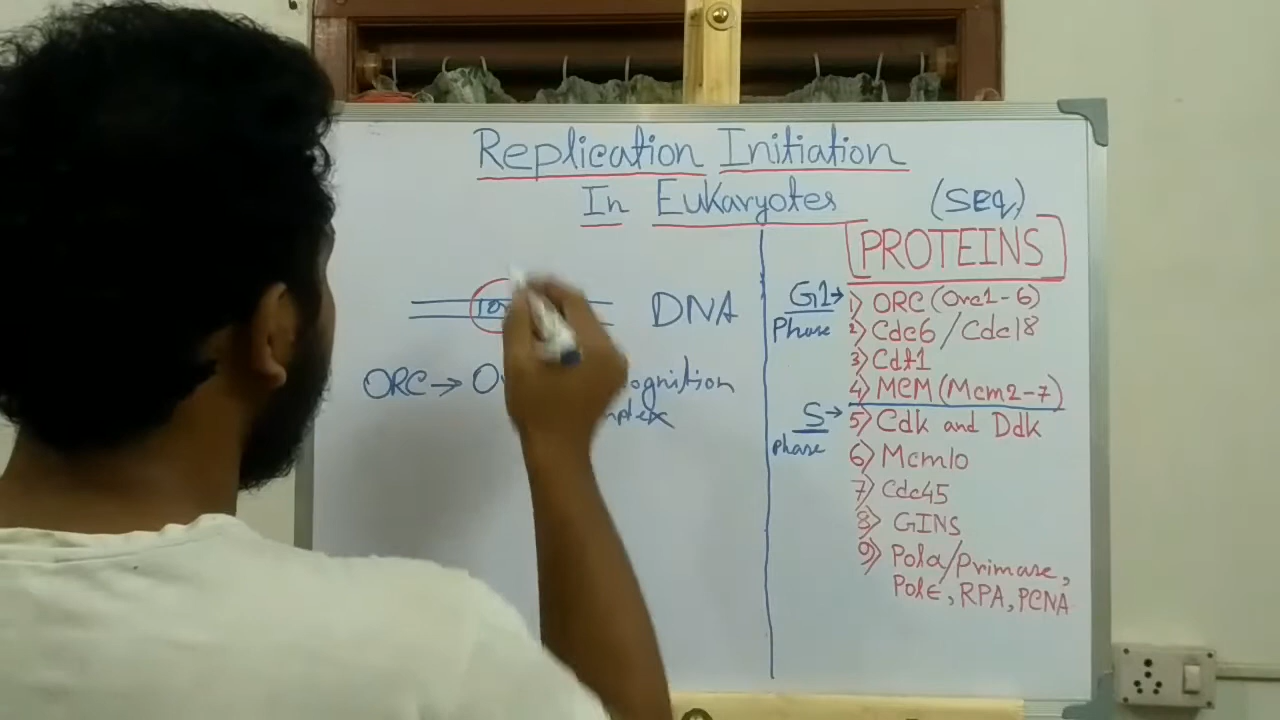 Replication Initiation
In Eukaryotes
(seq)
PROTEINS
DNA
ORC →
G1 →
Phase
1) ORC (Orc1-6)
2) Cdc6 / Cdc18
3) Cdt1
4) MCM (Mcm2-7)
S →
phase
5) Cdk and Ddk
6) Mcm10
7) Cdc45
8) GINS
9) Pola/Primase,
Pol ε, RPA, PCNA